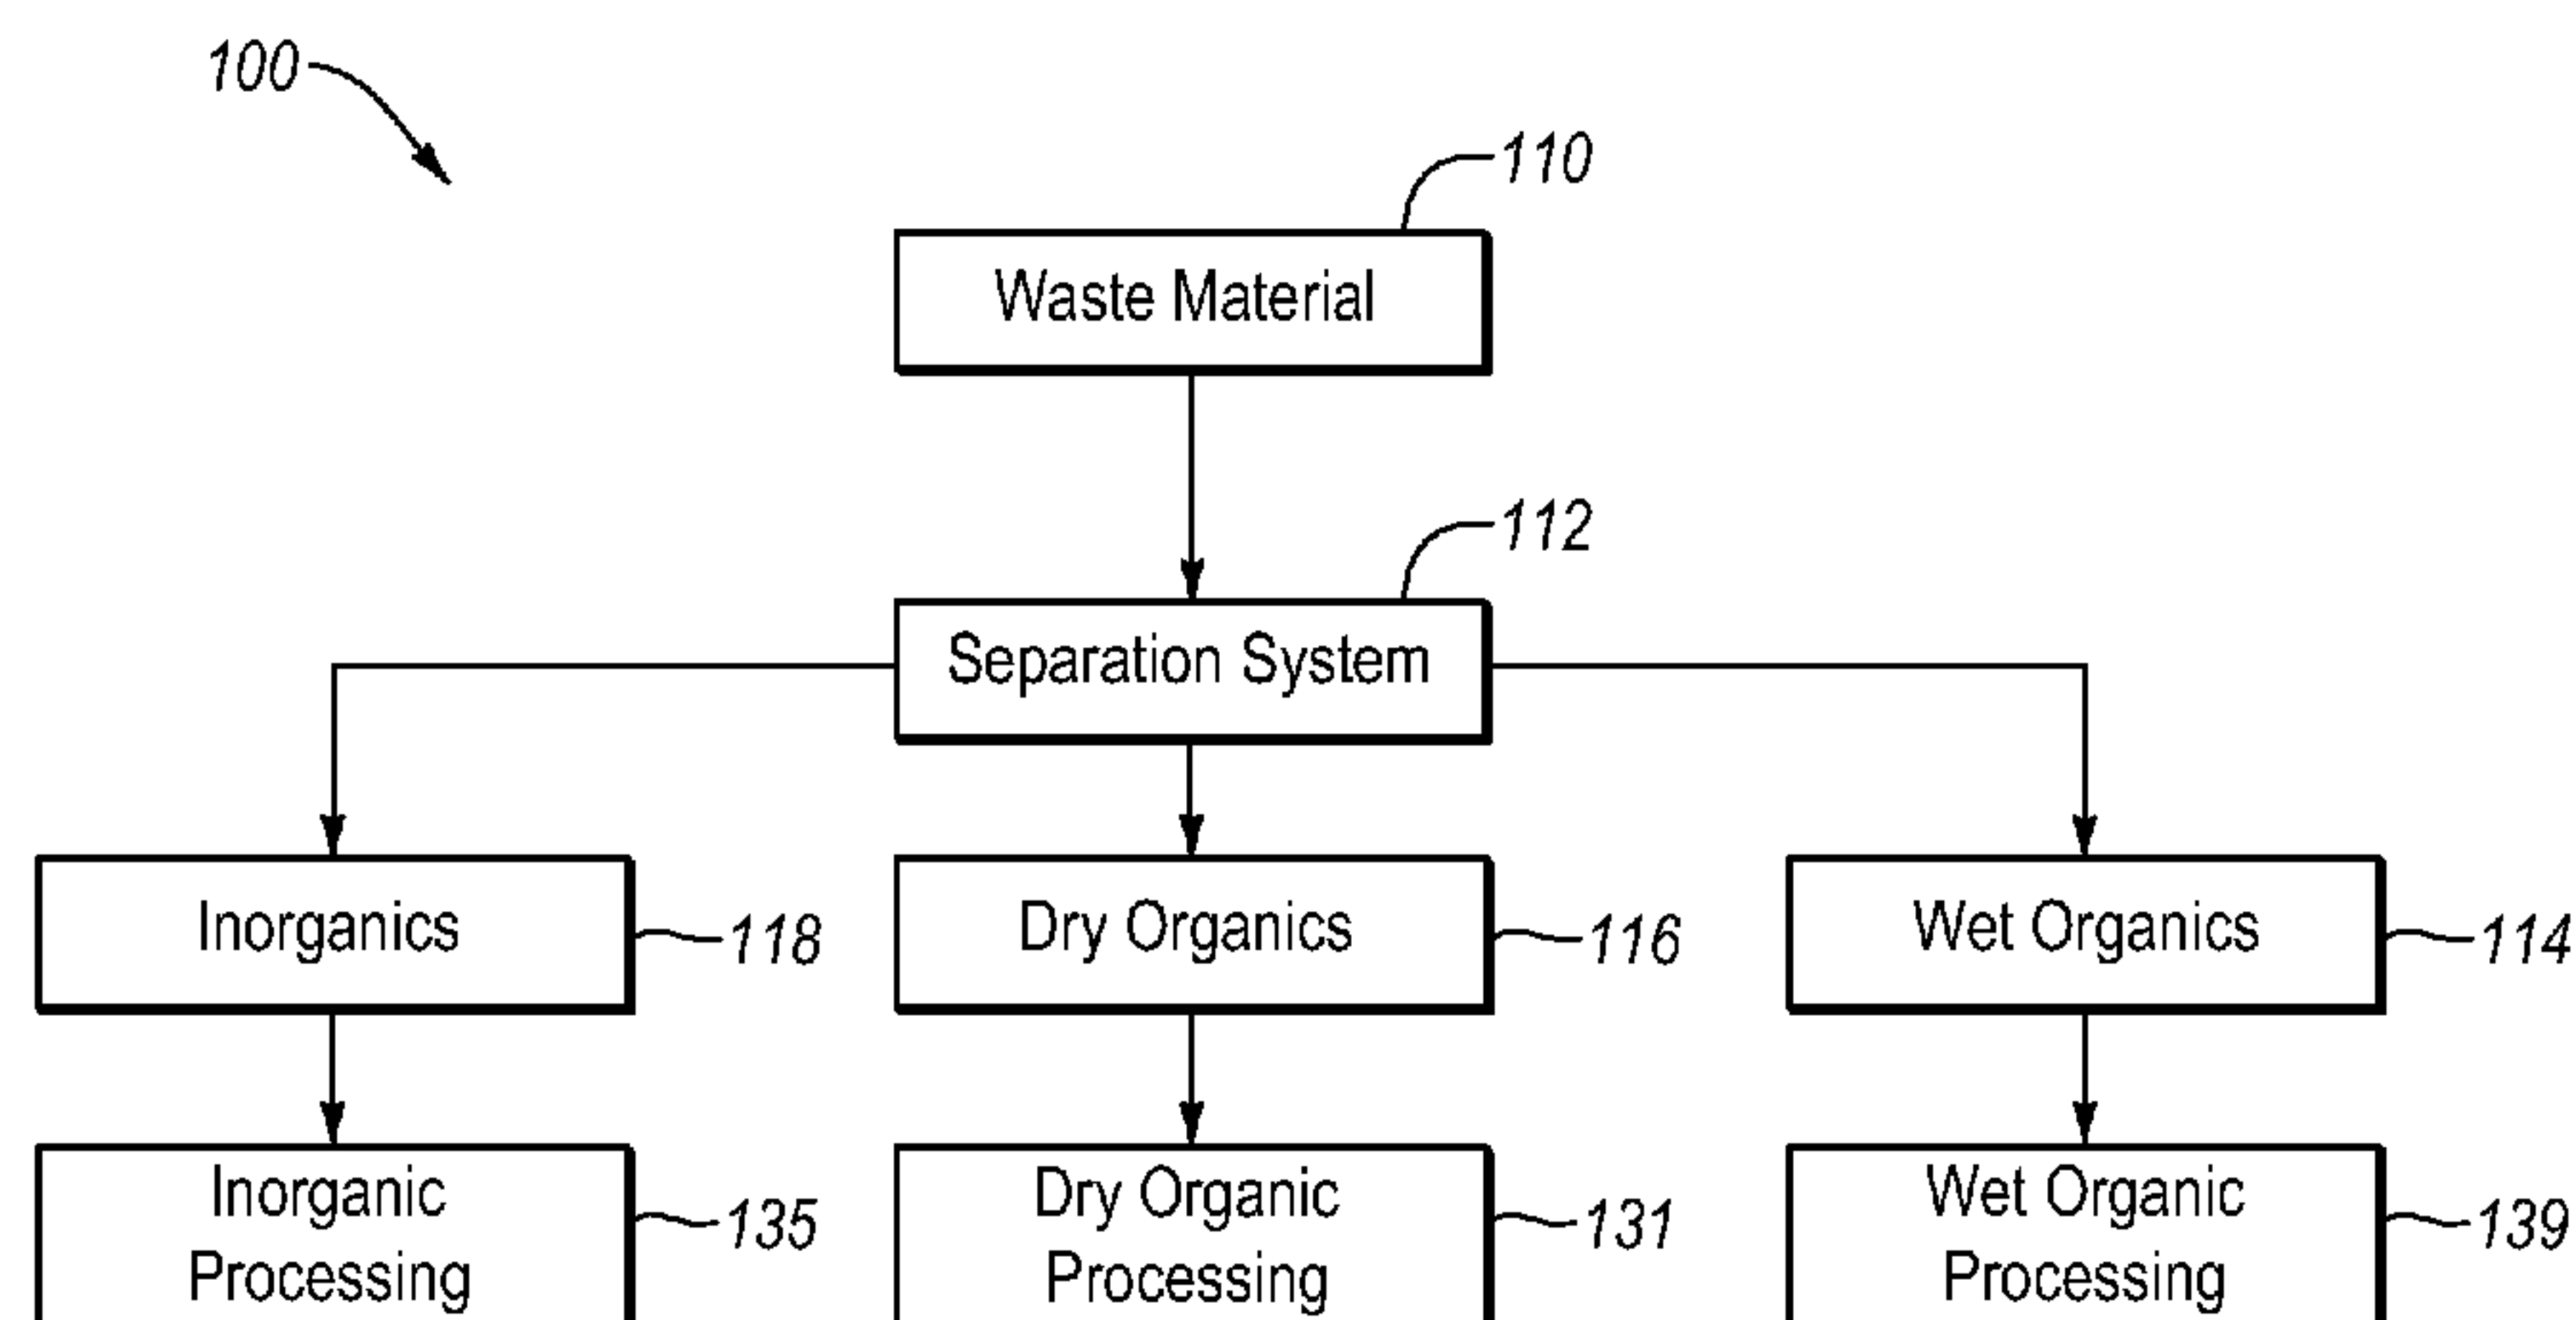 100
110
Waste Material
112
Separation System
Inorganics
118
Dry Organics
116
Wet Organics
114
Inorganic
Processing
135
Dry Organic
Processing
131
Wet Organic
Processing
139